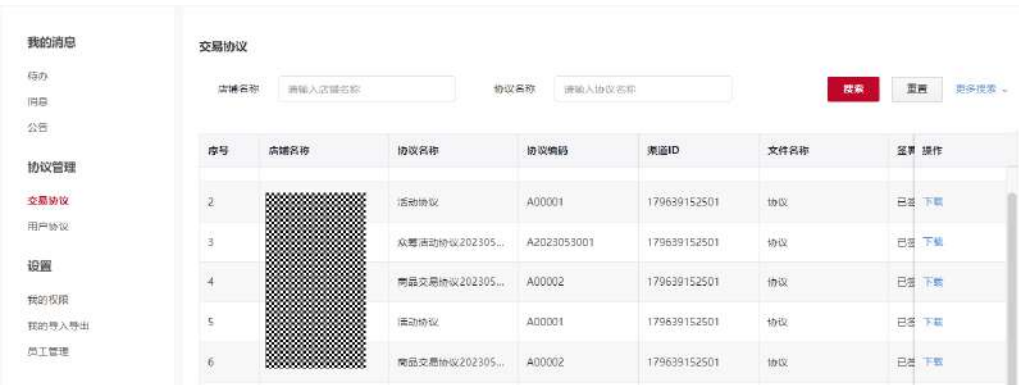 我的消息
待办
消息
公告
协议管理
交易协议
用户协议
设置
我的权限
我的导入导出
员工管理
交易协议
店铺名称 请输入店铺名称 协议名称 请输入协议名称 搜索 重置 更多搜索
序号 店铺名称 协议名称 协议编码 渠道ID 文件名称 操作
2 活动协议 A00001 179639152501 协议 已签 下载
3 众筹活动协议202305... A2023053001 179639152501 协议 已签 下载
4 商品交易协议202305... A00002 179639152501 协议 已签 下载
5 活动协议 A00001 179639152501 协议 已签 下载
6 商品交易协议202305... A00002 179639152501 协议 已签 下载